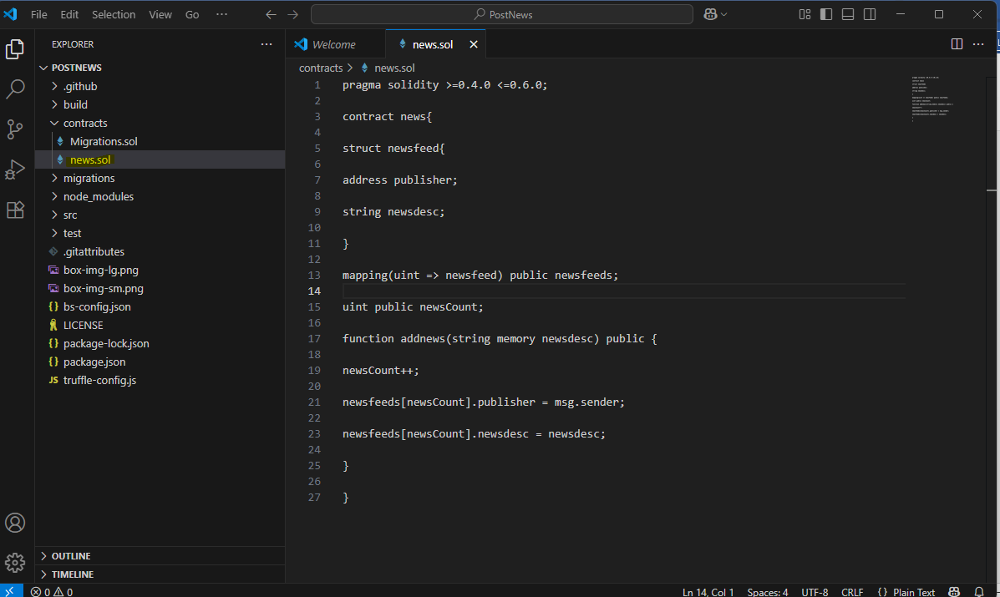 File Edit Selection View Go ··· PostNews
EXPLORER ···
POSTNEWS
.github
build
contracts
Migrations.sol
news.sol
migrations
node_modules
src
test
.gitattributes
box-img-lg.png
box-img-sm.png
{} bs-config.json
LICENSE
{} package-lock.json
{} package.json
JS truffle-config.js
OUTLINE
TIMELINE
Welcome news.sol
contracts > news.sol
1 pragma solidity >=0.4.0 <=0.6.0;
2
3 contract news{
4
5 struct newsfeed{
6
7 address publisher;
8
9 string newsdesc;
10
11 }
12
13 mapping(uint => newsfeed) public newsfeeds;
14
15 uint public newsCount;
16
17 function addnews(string memory newsdesc) public {
18
19 newsCount++;
20
21 newsfeeds[newsCount].publisher = msg.sender;
22
23 newsfeeds[newsCount].newsdesc = newsdesc;
24
25 }
26
27 }
0 0 Ln 14, Col 1 Spaces: 4 UTF-8 CRLF {} Plain Text